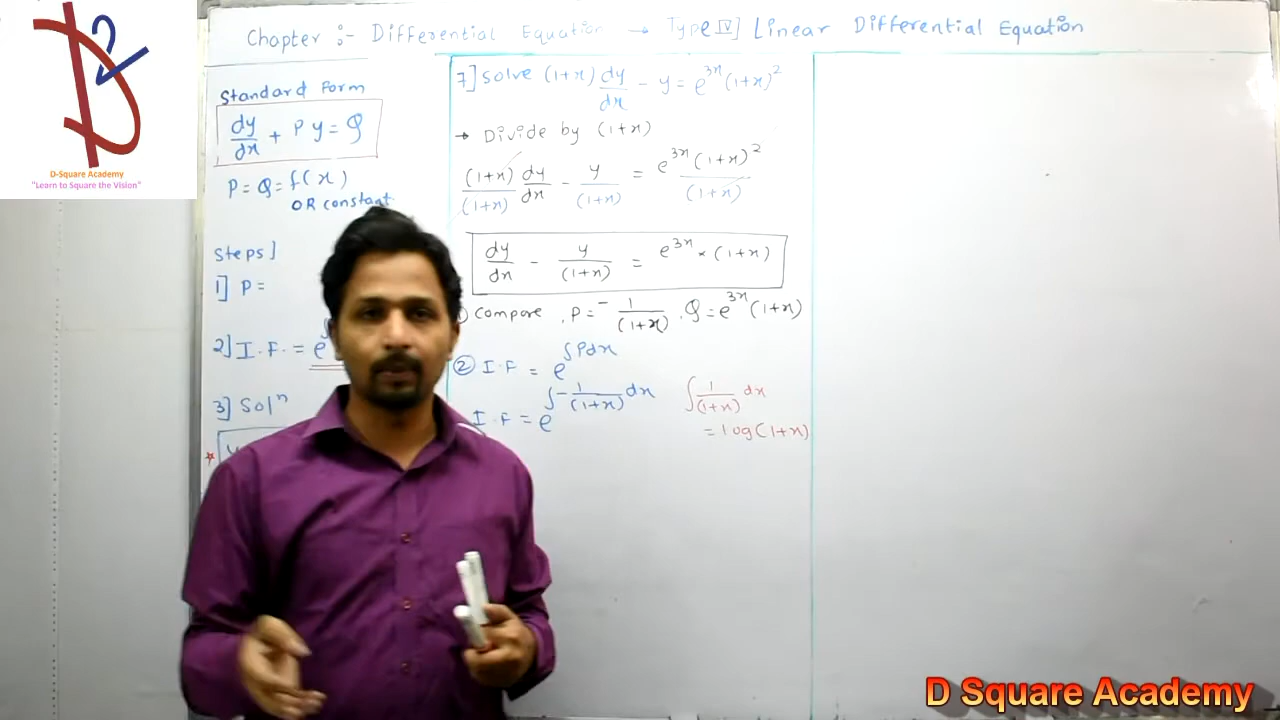 Chapter :- Differential Equation → Type IV] Linear Differential Equation
D-Square Academy
"Learn to Square the Vision"
Standard Form
dy/dx + P y = Q
P = Q = f(x)
OR constant
Steps]
1] P =
2] I.F. = e^∫
3] Solⁿ
7] Solve (1+x) dy/dx - y = e^3x (1+x)^2
→ Divide by (1+x)
(1+x)/(1+x) dy/dx - y/(1+x) = e^3x (1+x)^2/(1+x)
dy/dx - y/(1+x) = e^3x × (1+x)
Compare , P = - 1/(1+x) , Q = e^3x (1+x)
② I.F = e^∫Pdx
I.F = e^∫-1/(1+x) dx
∫ 1/(1+x) dx
= log(1+x)
D Square Academy